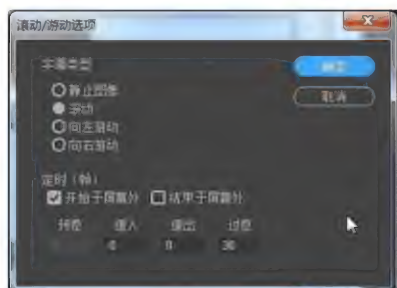 滚动/游动选项
字幕类型
确定
静止图像
取消
滚动
向左游动
向右游动
定时（帧）
开始于屏幕外 结束于屏幕外
预卷 缓入 缓出 过卷
0 0 30